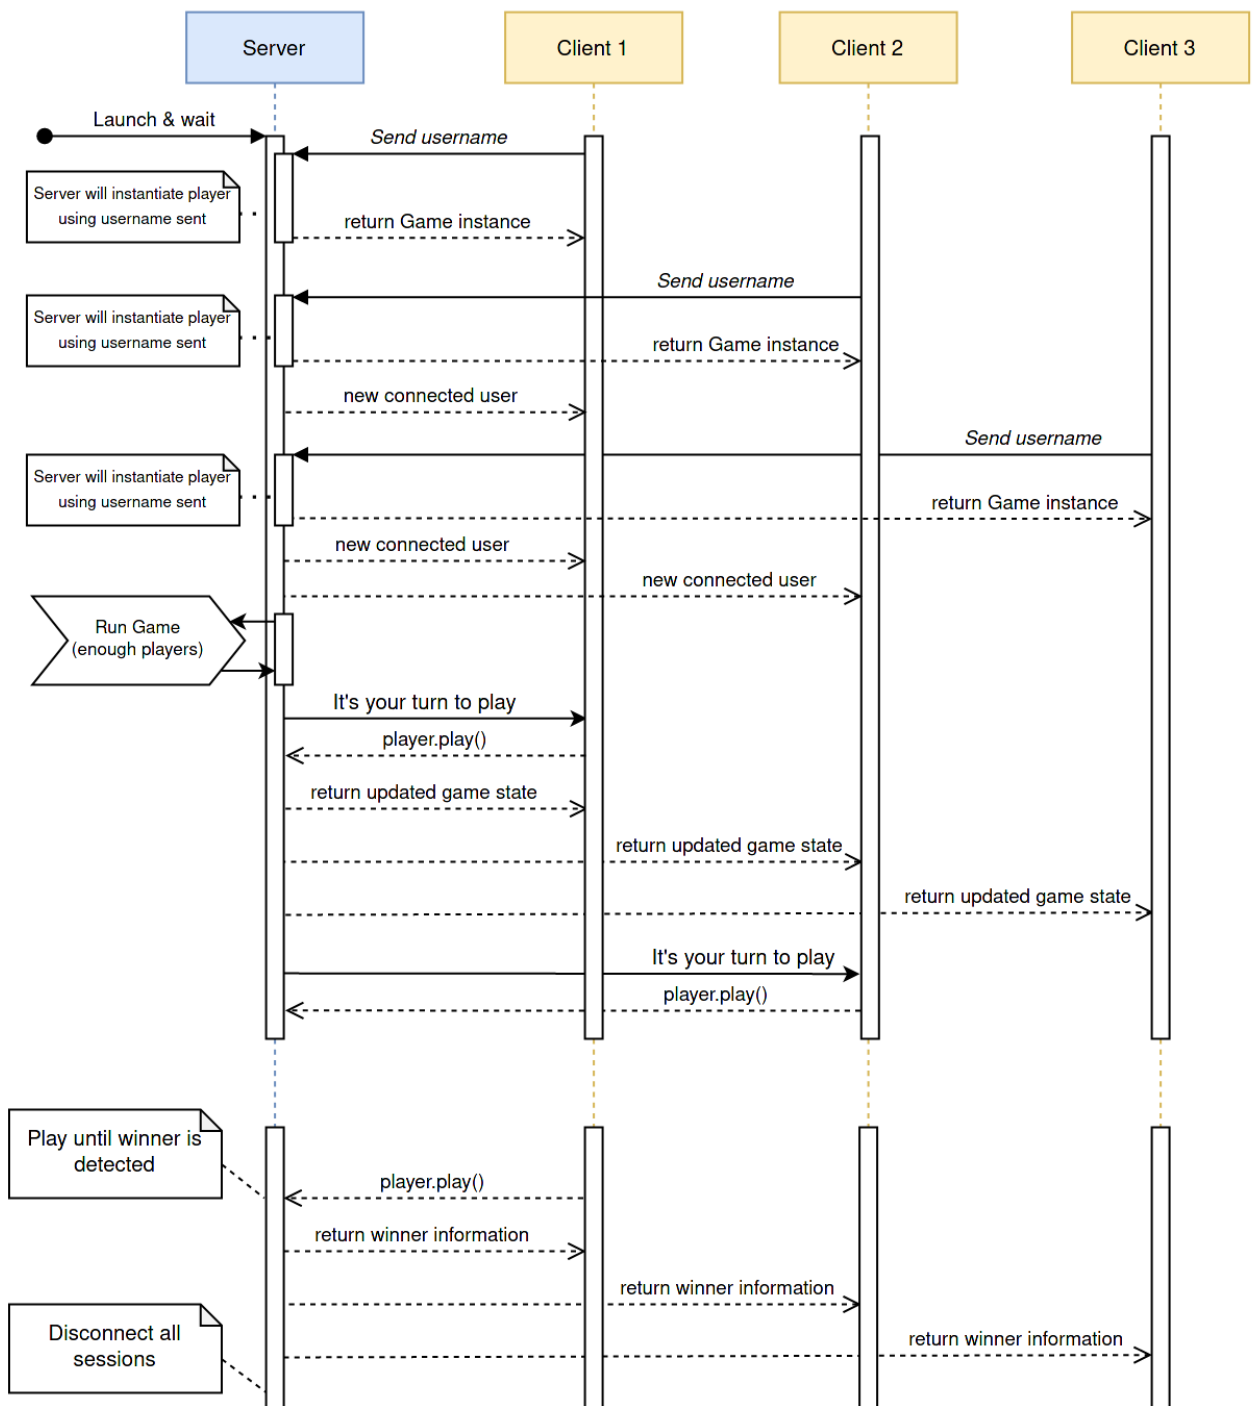 Server
Client 1
Client 2
Client 3
Launch & wait
Send username
Server will instantiate player
using username sent
return Game instance
Send username
Server will instantiate player
using username sent
return Game instance
new connected user
Send username
Server will instantiate player
using username sent
return Game instance
new connected user
new connected user
Run Game
(enough players)
It's your turn to play
player.play()
return updated game state
return updated game state
return updated game state
It's your turn to play
player.play()
Play until winner is
detected
player.play()
return winner information
return winner information
Disconnect all
sessions
return winner information